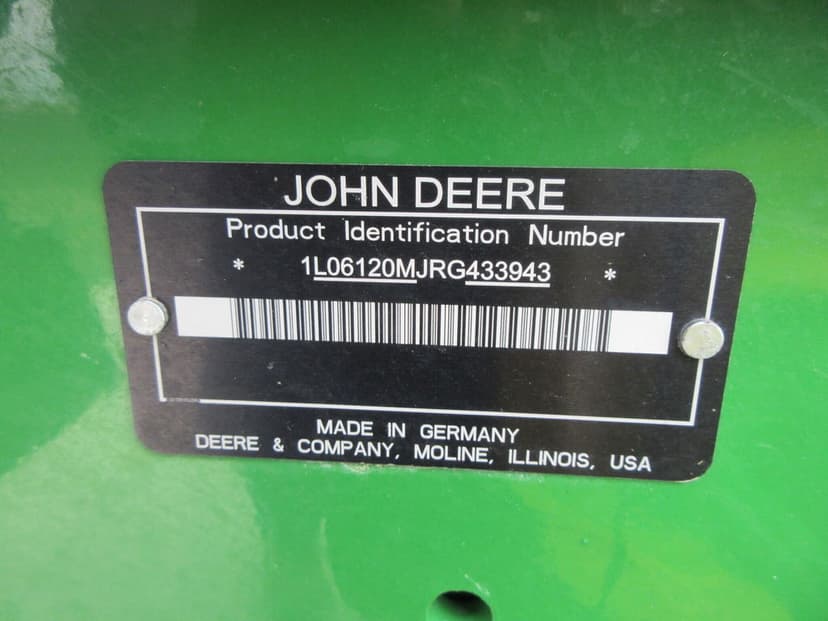 JOHN DEERE
Product Identification Number
* 1L06120MJRG433943 *
MADE IN GERMANY
DEERE & COMPANY, MOLINE, ILLINOIS, USA